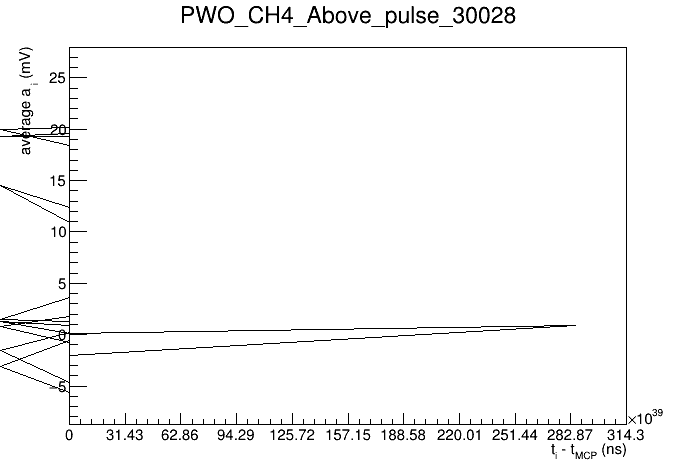 PWO_CH4_Above_pulse_30028
average a i (mV)
25
20
15
10
5
0
−5
0 31.43 62.86 94.29 125.72 157.15 188.58 220.01 251.44 282.87 314.3
×10^39
t_i - t_MCP (ns)